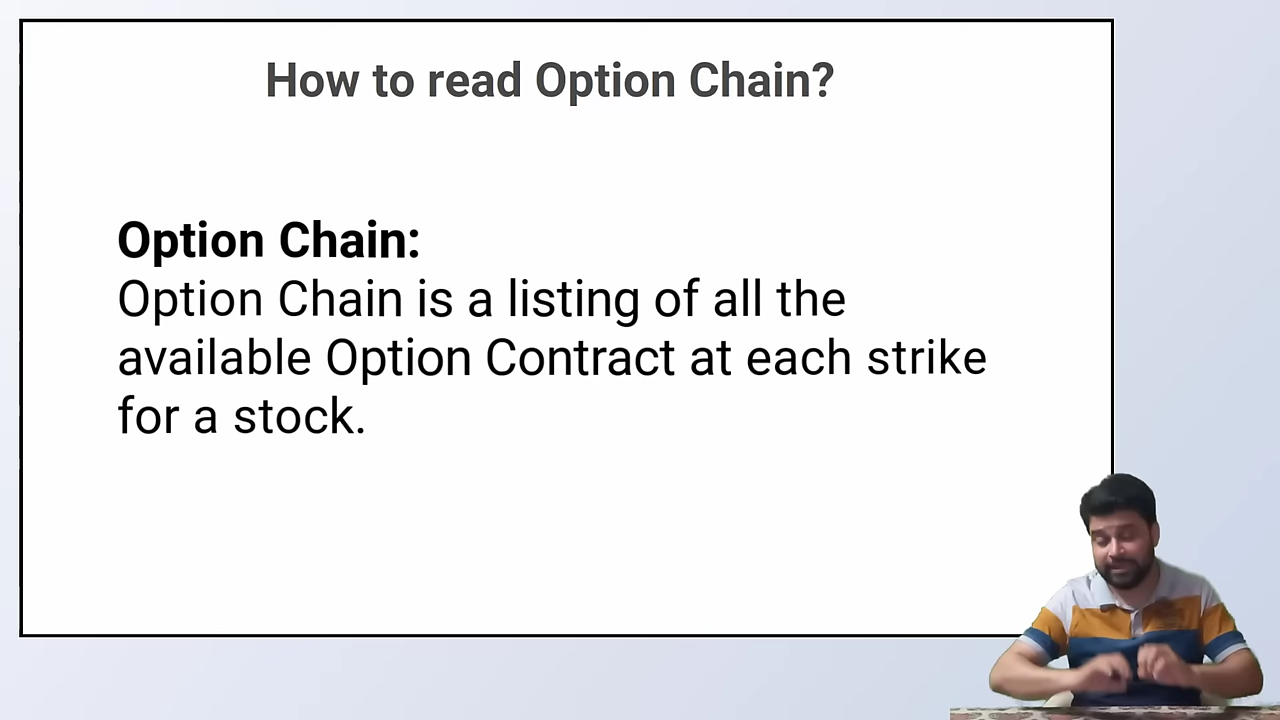 How to read Option Chain?
Option Chain:
Option Chain is a listing of all the
available Option Contract at each strike
for a stock.